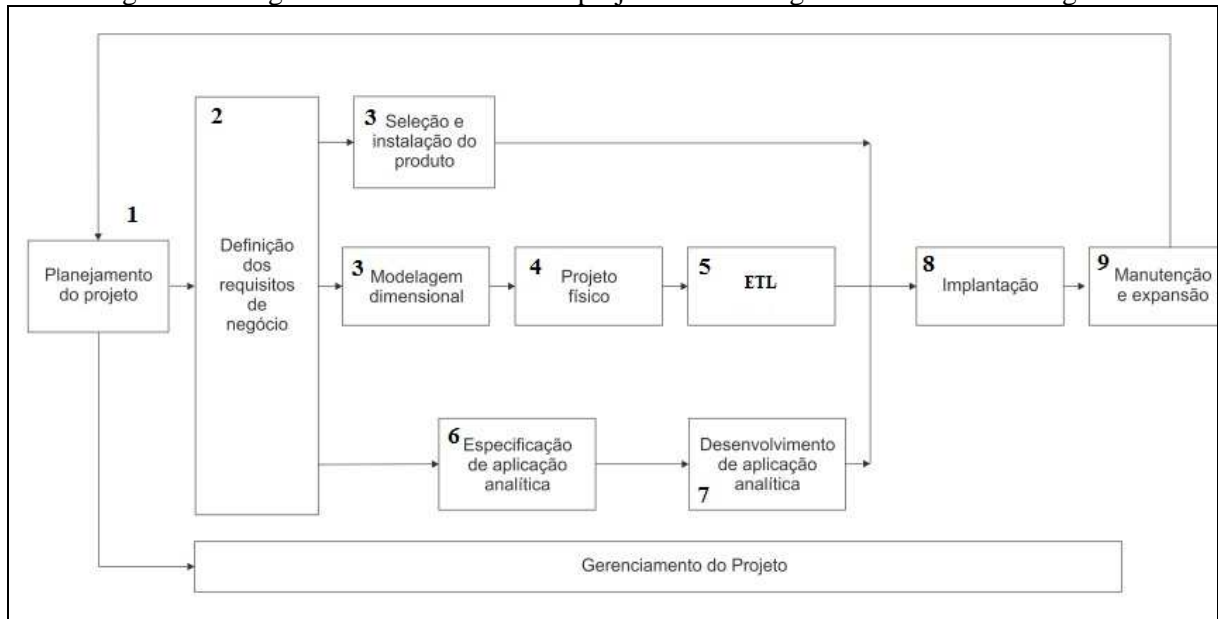 2
3 Seleção e
instalação do
produto
1
Planejamento
do projeto
Definição
dos
requisitos
de
negócio
3 Modelagem
dimensional
4 Projeto
físico
5 ETL
8 Implantação
9 Manutenção
e expansão
6 Especificação
de aplicação
analítica
Desenvolvimento
de aplicação
7 analítica
Gerenciamento do Projeto